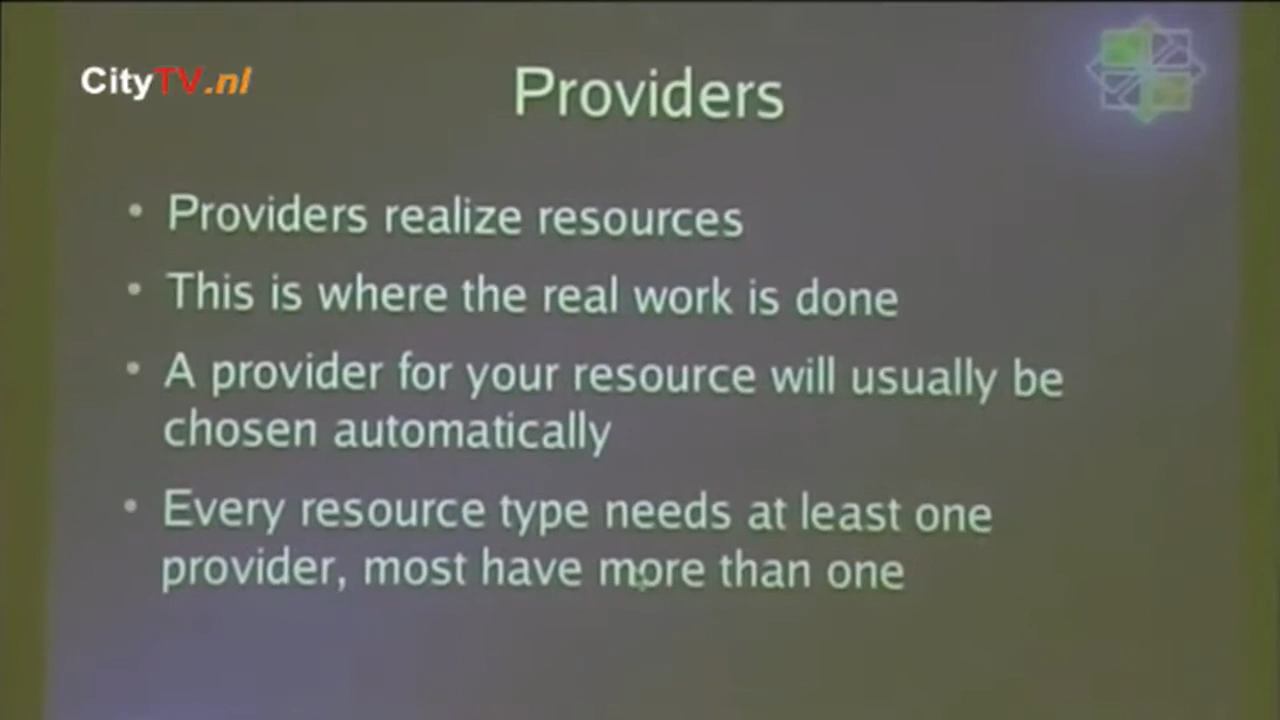 CityTV.nl
Providers
• Providers realize resources
• This is where the real work is done
• A provider for your resource will usually be
chosen automatically
• Every resource type needs at least one
provider, most have more than one